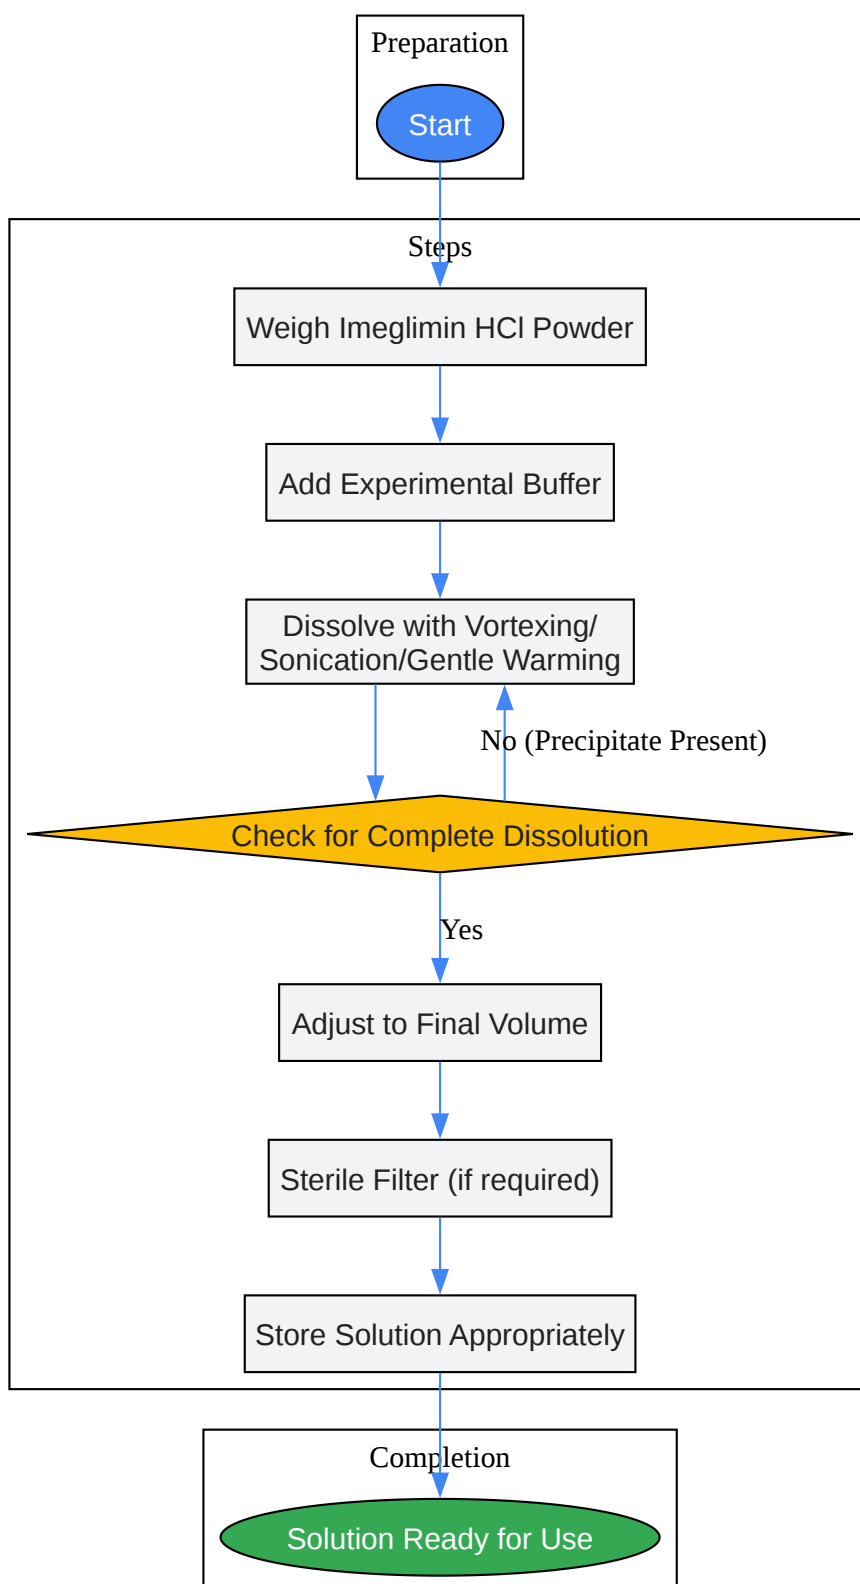 Preparation
Start
Steps
Weigh Imeglimin HCl Powder
Add Experimental Buffer
Dissolve with Vortexing/
Sonication/Gentle Warming
No (Precipitate Present)
Check for Complete Dissolution
Yes
Adjust to Final Volume
Sterile Filter (if required)
Store Solution Appropriately
Completion
Solution Ready for Use